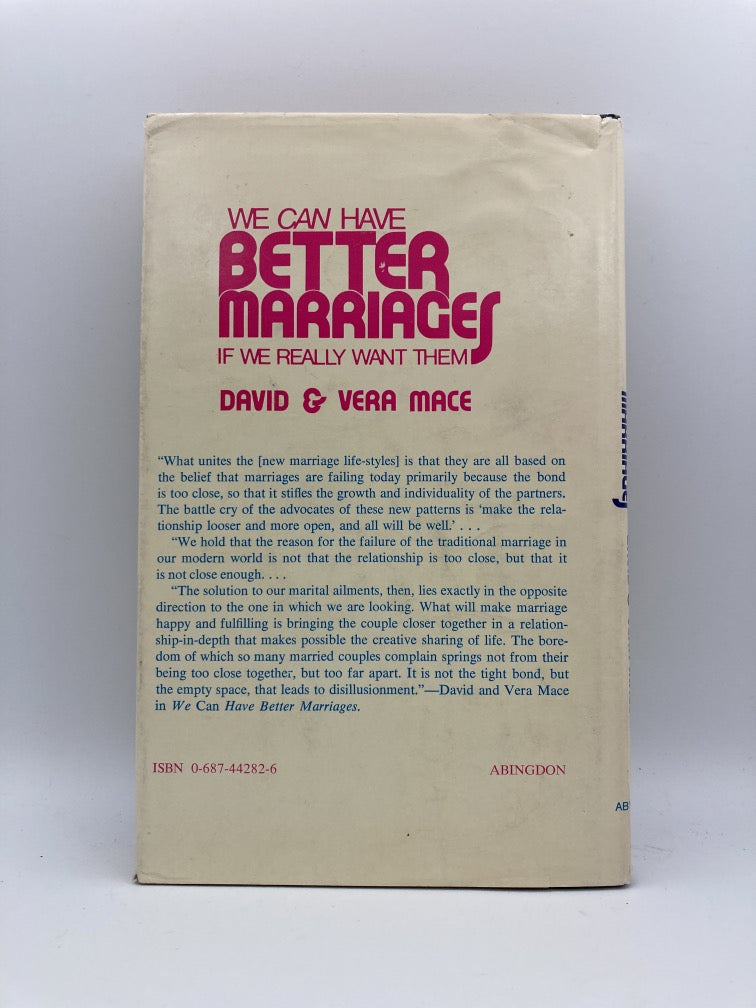 WE CAN HAVE
BETTER
MARRIAGES
IF WE REALLY WANT THEM
DAVID & VERA MACE
“What unites the [new marriage life-styles] is that they are all based on
the belief that marriages are failing today primarily because the bond
is too close, so that it stifles the growth and individuality of the partners.
The battle cry of the advocates of these new patterns is ‘make the rela-
tionship looser and more open, and all will be well.’ . . .
“We hold that the reason for the failure of the traditional marriage in
our modern world is not that the relationship is too close, but that it
is not close enough. . . .
“The solution to our marital ailments, then, lies exactly in the opposite
direction to the one in which we are looking. What will make marriage
happy and fulfilling is bringing the couple closer together in a relation-
ship-in-depth that makes possible the creative sharing of life. The bore-
dom of which so many married couples complain springs not from their
being too close together, but too far apart. It is not the tight bond, but
the empty space, that leads to disillusionment.”—David and Vera Mace
in We Can Have Better Marriages.
ISBN 0-687-44282-6 ABINGDON
AB